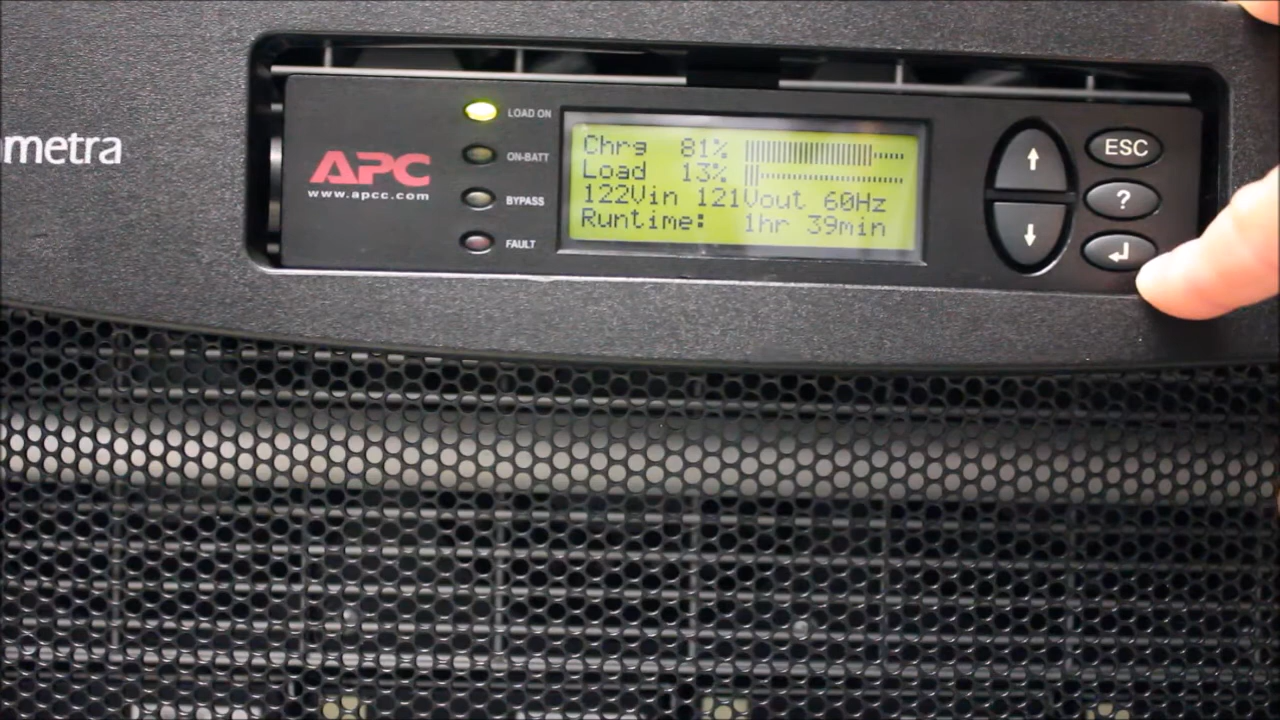 metra
APC
www.apcc.com
LOAD ON
ON-BATT
BYPASS
FAULT
Chrg 81%
Load 13%
122Vin 121Vout 60Hz
Runtime: 1hr 39min
ESC
?